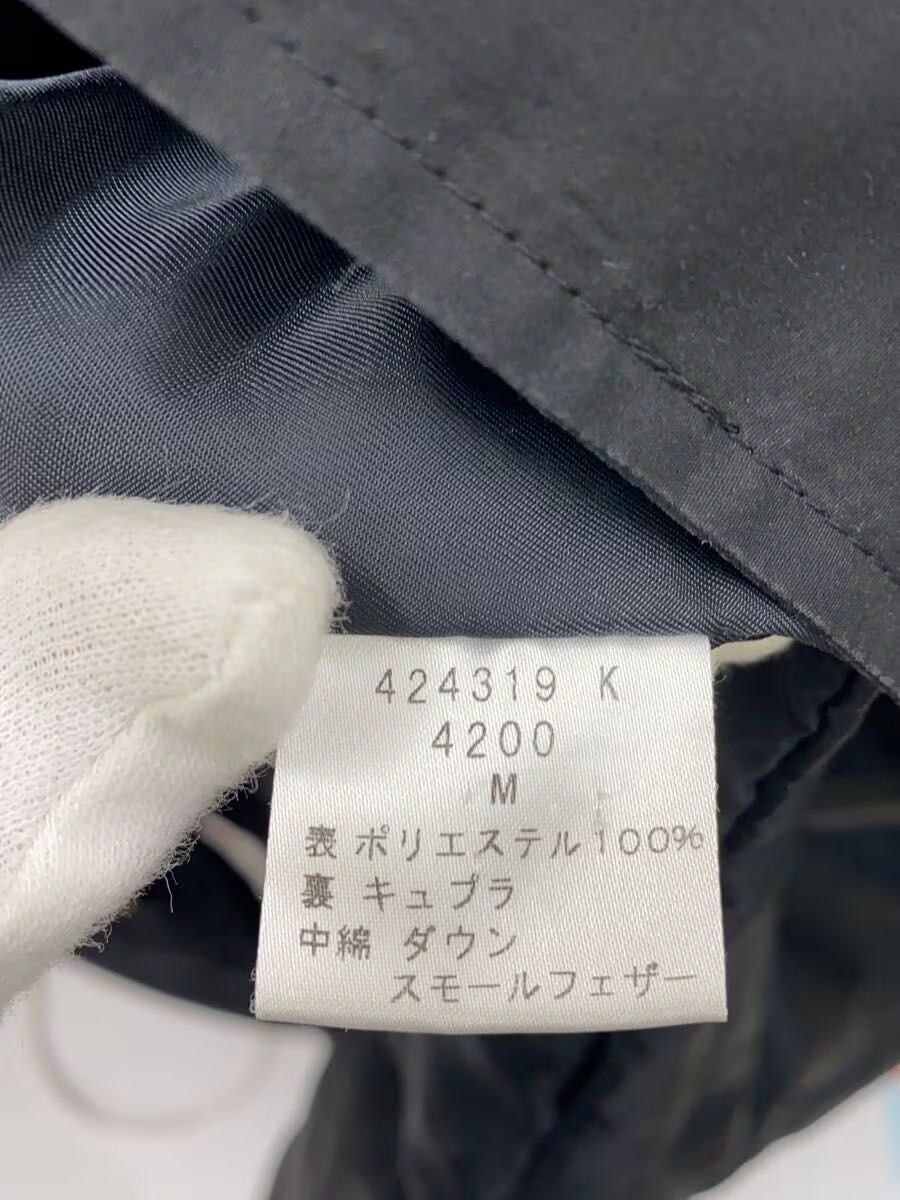 424319 K
4200
M
表 ポリエステル100%
裏 キュプラ
中綿 ダウン
スモールフェザー